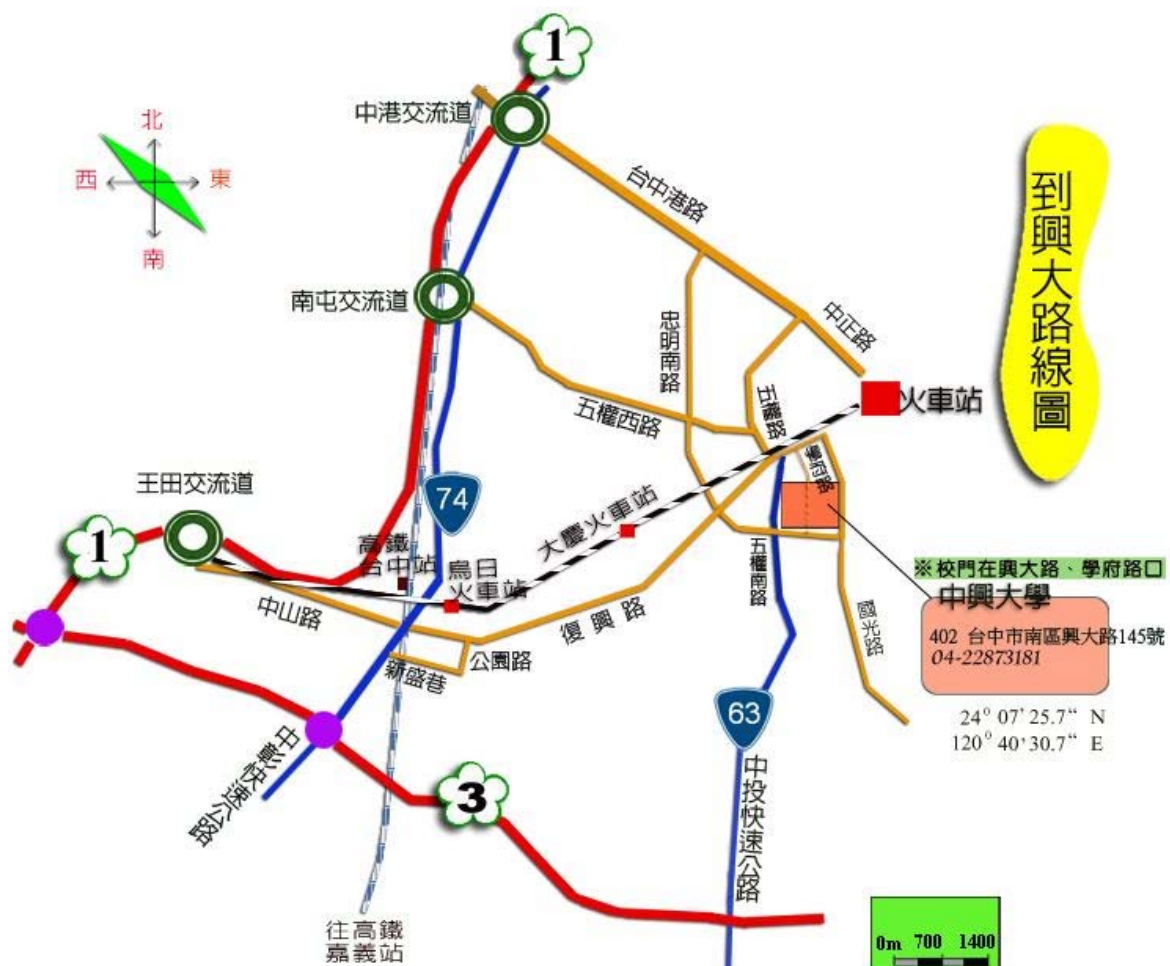 1
中港交流道
北
西 東
南
台中港路
到興大路線圖
南屯交流道
忠明南路
中正路
五權西路
五權路
火車站
學府路
王田交流道
74
1
高鐵
台中站
烏日
火車站
大慶火車站
五權南路
※校門在興大路、學府路口
中興大學
402 台中市南區興大路145號
04-22873181
中山路
復興路
國光路
公園路
新盛巷
24° 07' 25.7“ N
120° 40' 30.7“ E
63
中彰快速公路
3
中投快速公路
往高鐵
嘉義站
0m 700 1400